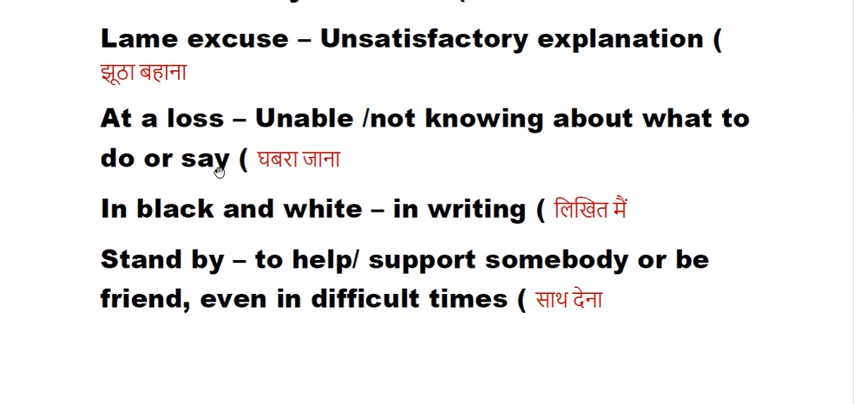 Lame excuse – Unsatisfactory explanation (
झूठा बहाना
At a loss – Unable /not knowing about what to
do or say ( घबरा जाना
In black and white – in writing ( लिखित मैं
Stand by – to help/ support somebody or be
friend, even in difficult times ( साथ देना